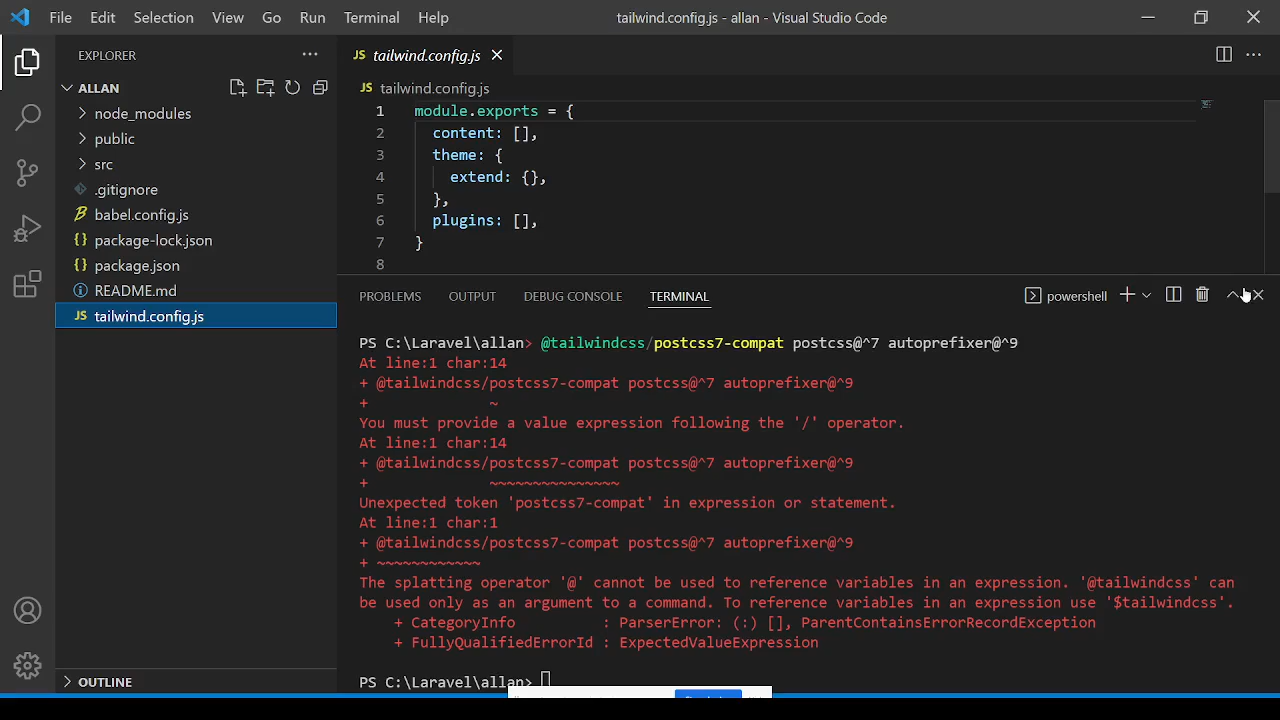 File Edit Selection View Go Run Terminal Help tailwind.config.js - allan - Visual Studio Code
EXPLORER
ALLAN
node_modules
public
src
.gitignore
babel.config.js
package-lock.json
package.json
README.md
JS tailwind.config.js
OUTLINE
JS tailwind.config.js
JS tailwind.config.js
1 module.exports = {
2 content: [],
3 theme: {
4 extend: {},
5 },
6 plugins: [],
7 }
8
PROBLEMS OUTPUT DEBUG CONSOLE TERMINAL powershell
PS C:\Laravel\allan> @tailwindcss/postcss7-compat postcss@^7 autoprefixer@^9
At line:1 char:14
+ @tailwindcss/postcss7-compat postcss@^7 autoprefixer@^9
+ ~
You must provide a value expression following the '/' operator.
At line:1 char:14
+ @tailwindcss/postcss7-compat postcss@^7 autoprefixer@^9
+ ~~~~~~~~~~~~~~~
Unexpected token 'postcss7-compat' in expression or statement.
At line:1 char:1
+ @tailwindcss/postcss7-compat postcss@^7 autoprefixer@^9
+ ~~~~~~~~~~~~
The splatting operator '@' cannot be used to reference variables in an expression. '@tailwindcss' can
be used only as an argument to a command. To reference variables in an expression use '$tailwindcss'.
+ CategoryInfo : ParserError: (:) [], ParentContainsErrorRecordException
+ FullyQualifiedErrorId : ExpectedValueExpression
PS C:\Laravel\allan>